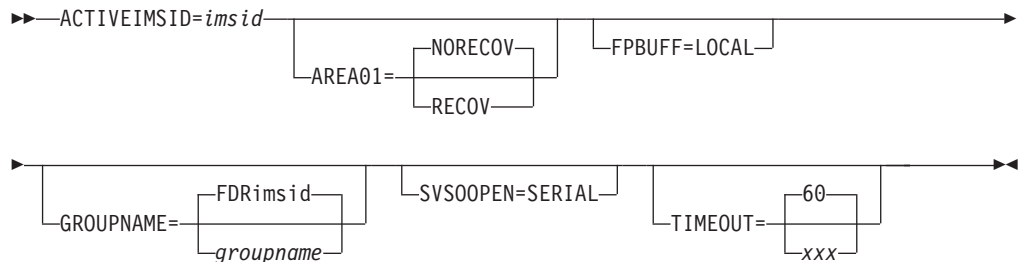 ACTIVEIMSID=imsid
NORECOV
FPBUFF=LOCAL
AREA01=
RECOV
FDRimsid
SVSOOPEN=SERIAL
60
GROUPNAME=
TIMEOUT=
groupname
xxx